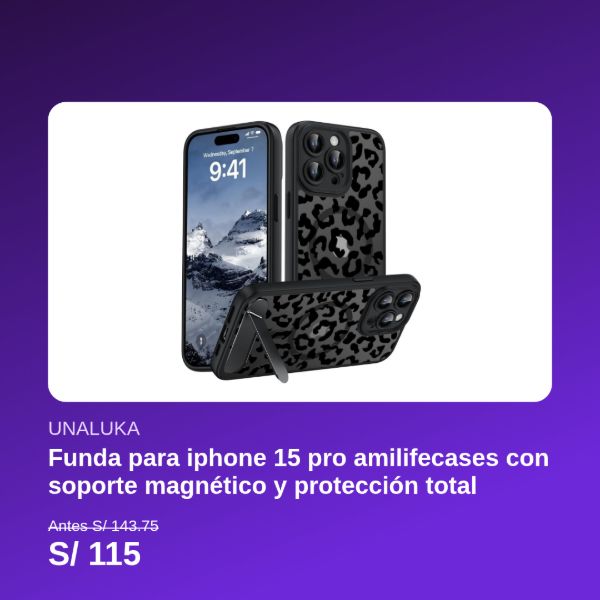 Wednesday, September 7
9:41
UNALUKA
Funda para iphone 15 pro amilifecases con
soporte magnético y protección total
Antes S/ 143.75
S/ 115